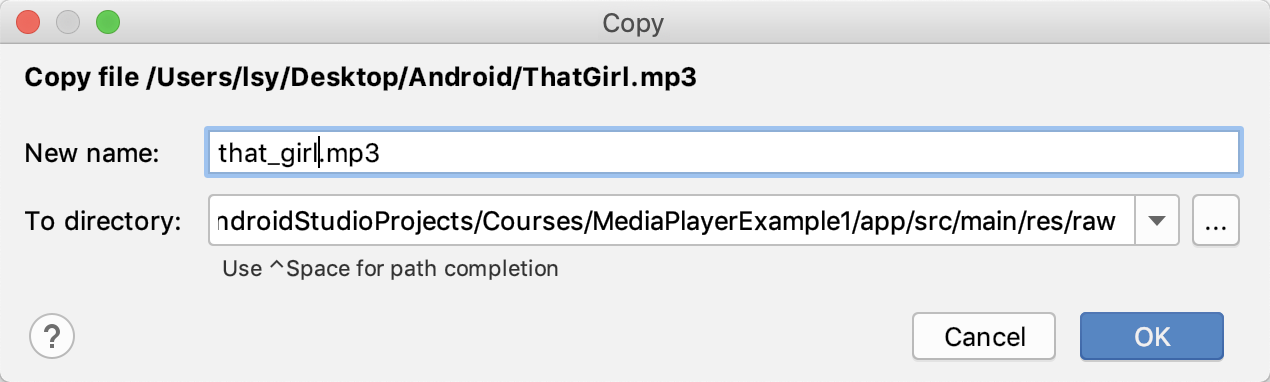 Copy
Copy file /Users/lsy/Desktop/Android/ThatGirl.mp3
New name: that_girl.mp3
To directory: ndroidStudioProjects/Courses/MediaPlayerExample1/app/src/main/res/raw ...
Use ^Space for path completion
? Cancel OK